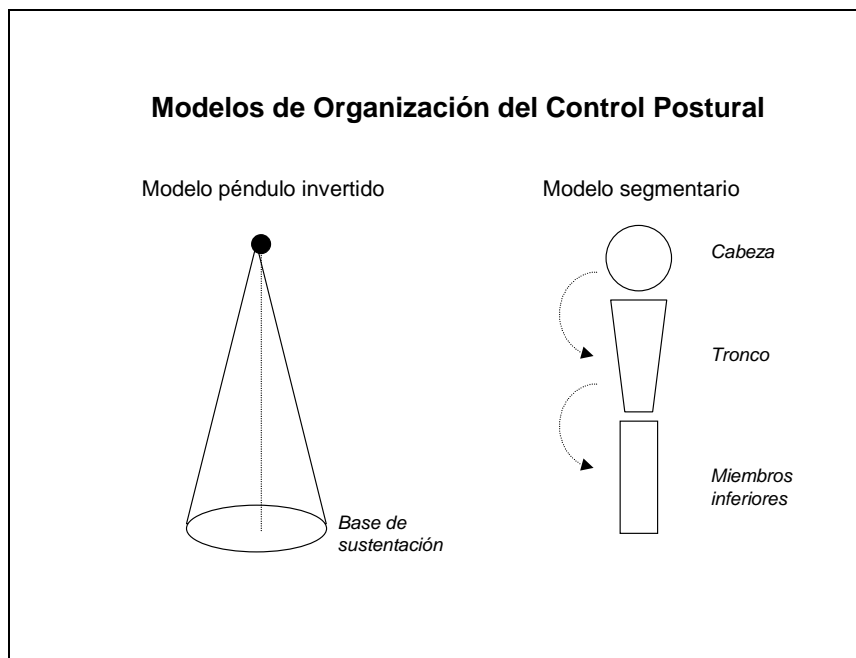 Modelos de Organización del Control Postural
Modelo péndulo invertido
Base de
sustentación
Modelo segmentario
Cabeza
Tronco
Miembros
inferiores